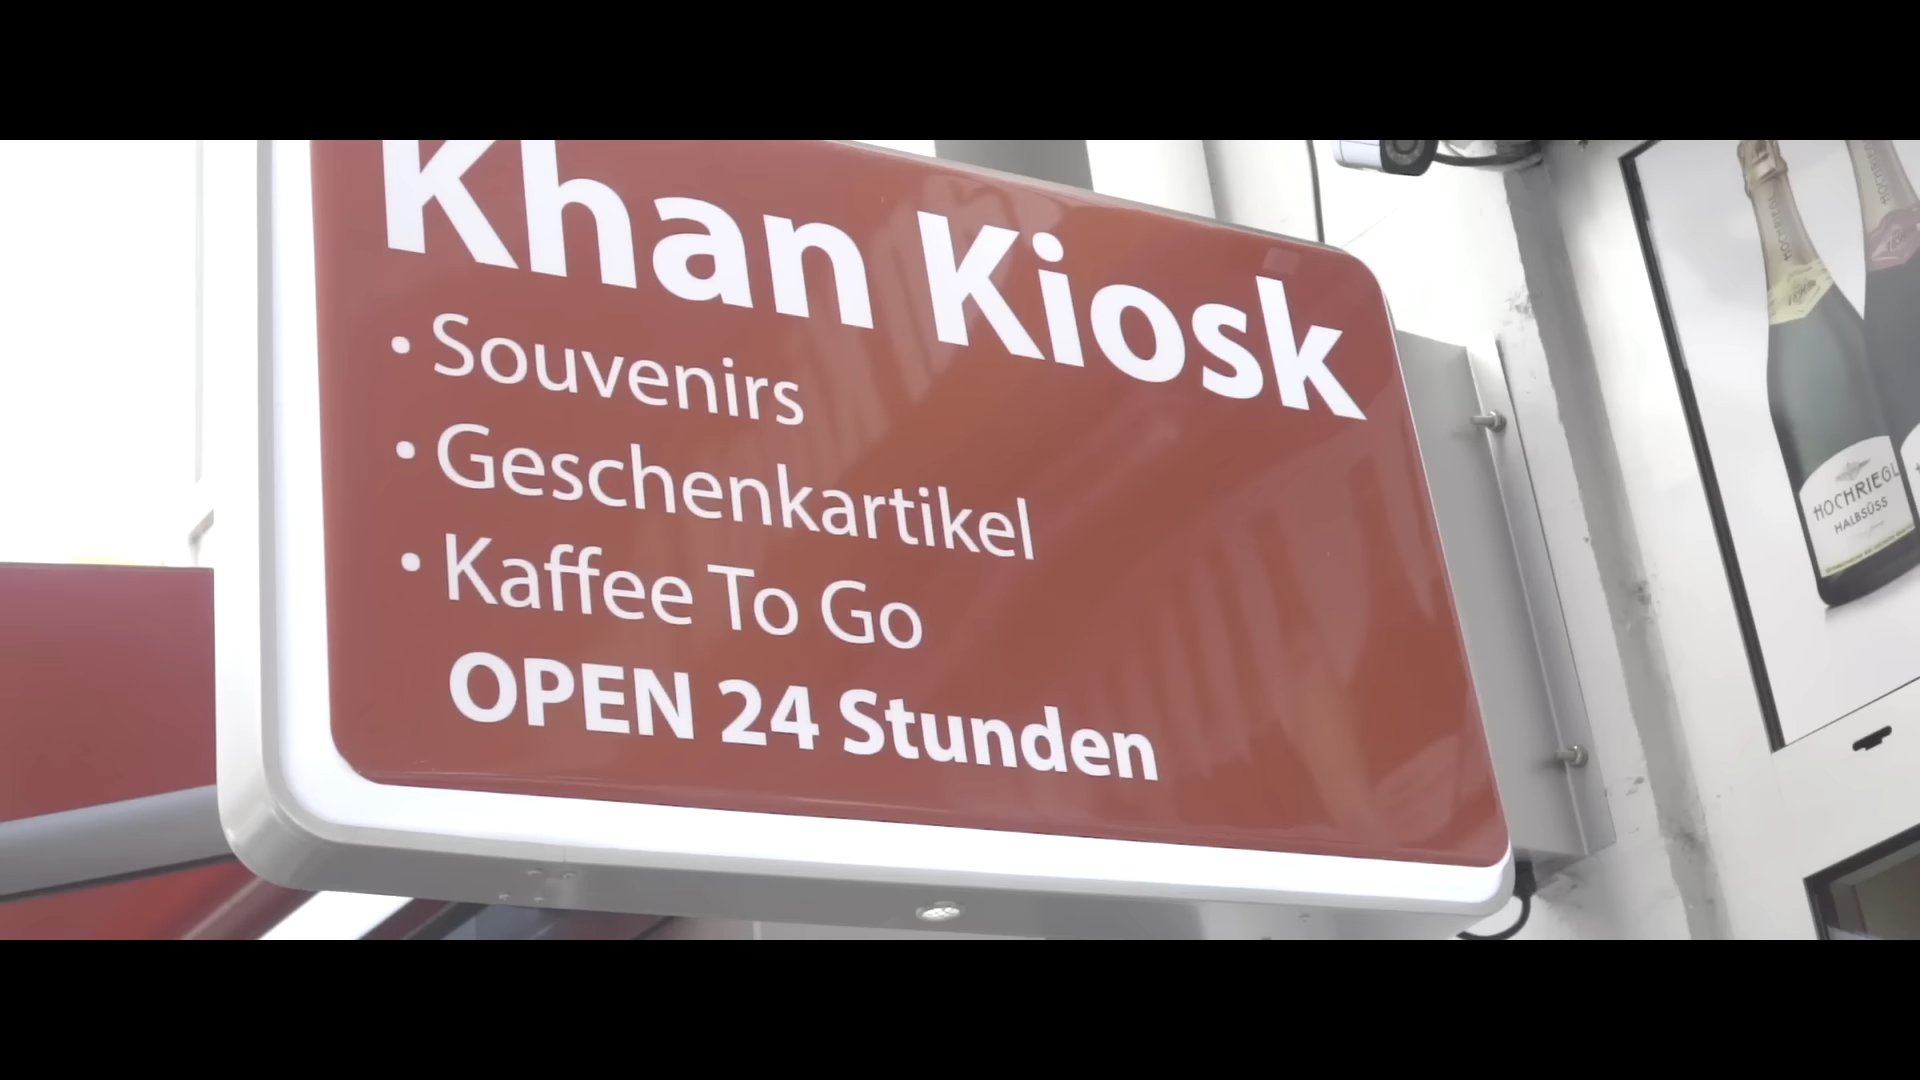 Khan Kiosk
• Souvenirs
• Geschenkartikel
• Kaffee To Go
OPEN 24 Stunden
HOCHRIEGL
HALBSÜSS